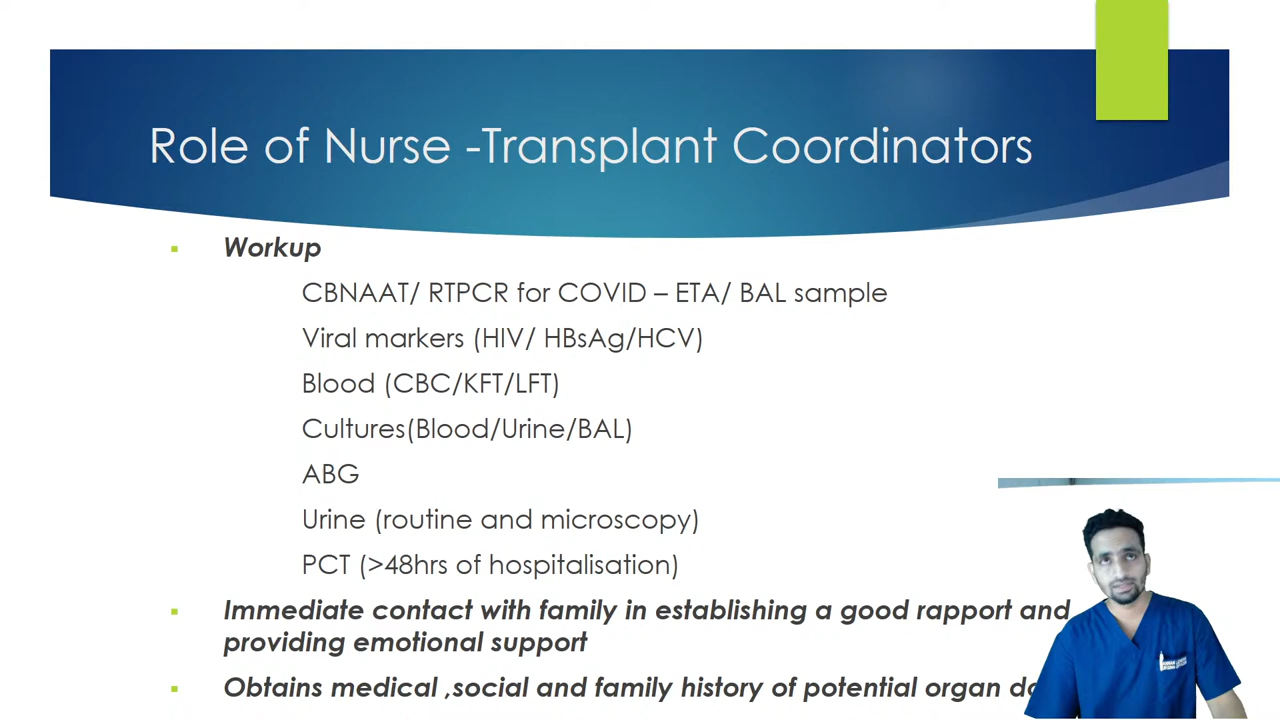 Role of Nurse -Transplant Coordinators
Workup
CBNAAT/ RTPCR for COVID – ETA/ BAL sample
Viral markers (HIV/ HBsAg/HCV)
Blood (CBC/KFT/LFT)
Cultures(Blood/Urine/BAL)
ABG
Urine (routine and microscopy)
PCT (>48hrs of hospitalisation)
Immediate contact with family in establishing a good rapport and
providing emotional support
Obtains medical ,social and family history of potential organ